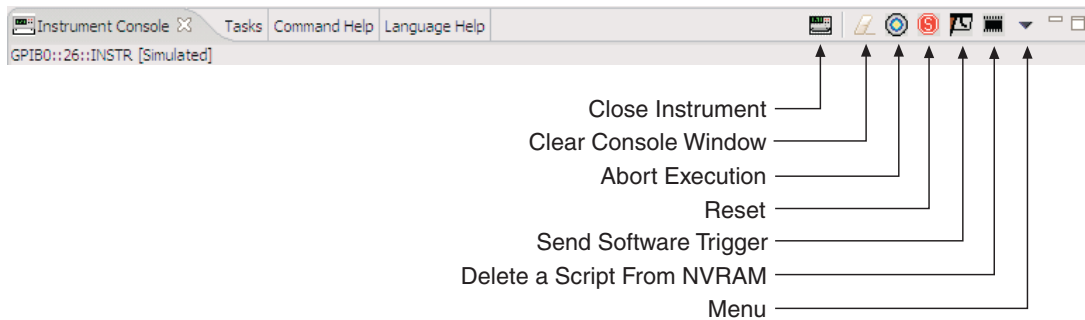 Instrument Console Tasks Command Help Language Help
GPIB0::26::INSTR [Simulated]
Close Instrument
Clear Console Window
Abort Execution
Reset
Send Software Trigger
Delete a Script From NVRAM
Menu